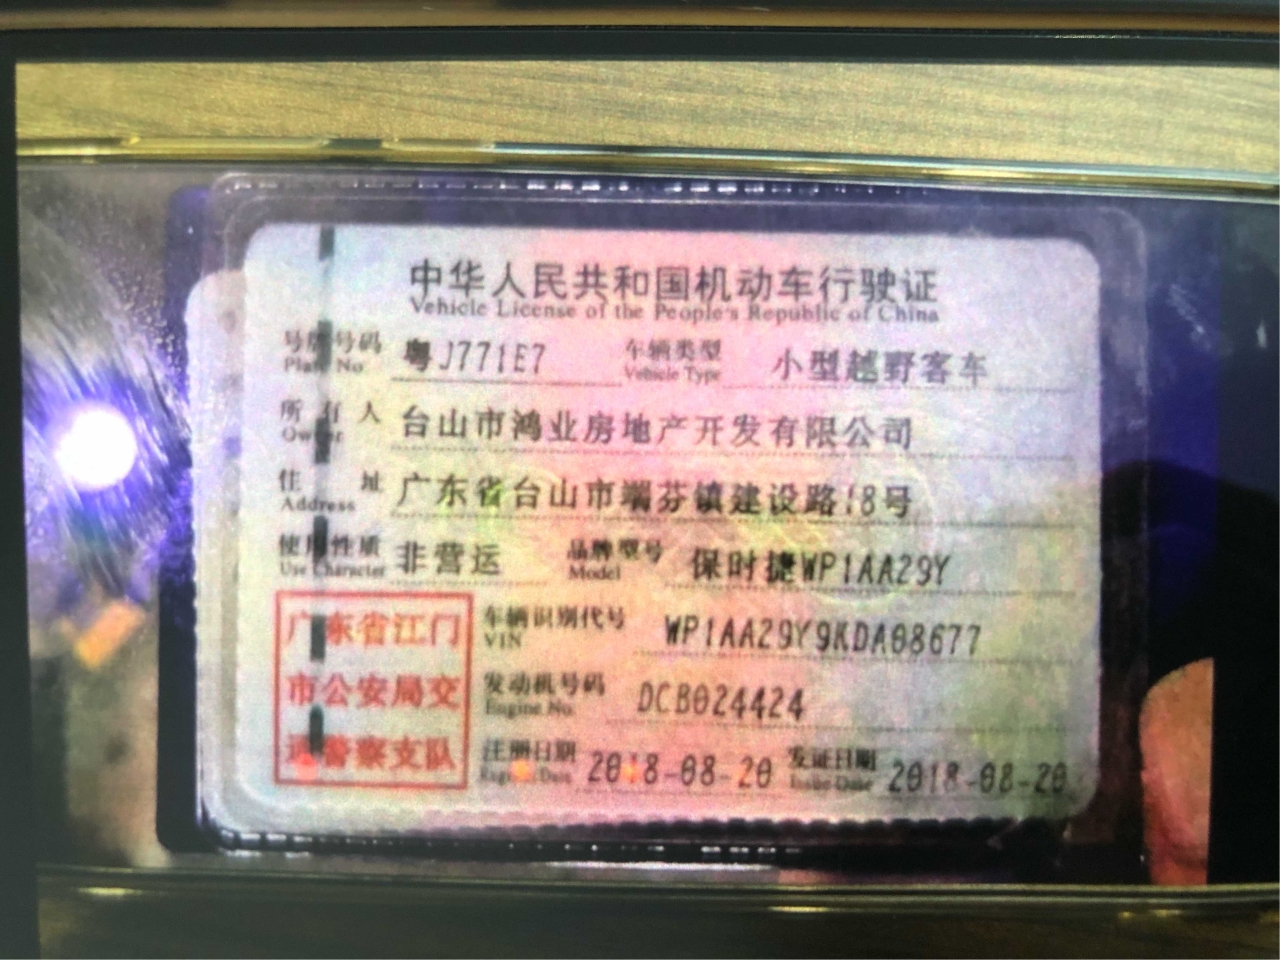 中华人民共和国机动车行驶证
Vehicle License of the People's Republic of China
号牌号码 粤J771E7 车辆类型 小型越野客车
Plate No. Vehicle Type
所有人 台山市鸿业房地产开发有限公司
Owner
住址 广东省台山市端芬镇建设路18号
Address
使用性质 非营运 品牌型号 保时捷WP1AA29Y
Use Character Model
广东省江门
市公安局交
通警察支队
车辆识别代号 WP1AA29Y9KDA08677
VIN
发动机号码 DCB024424
Engine No.
注册日期 2018-08-20 发证日期 2018-08-20
Register Date Issue Date